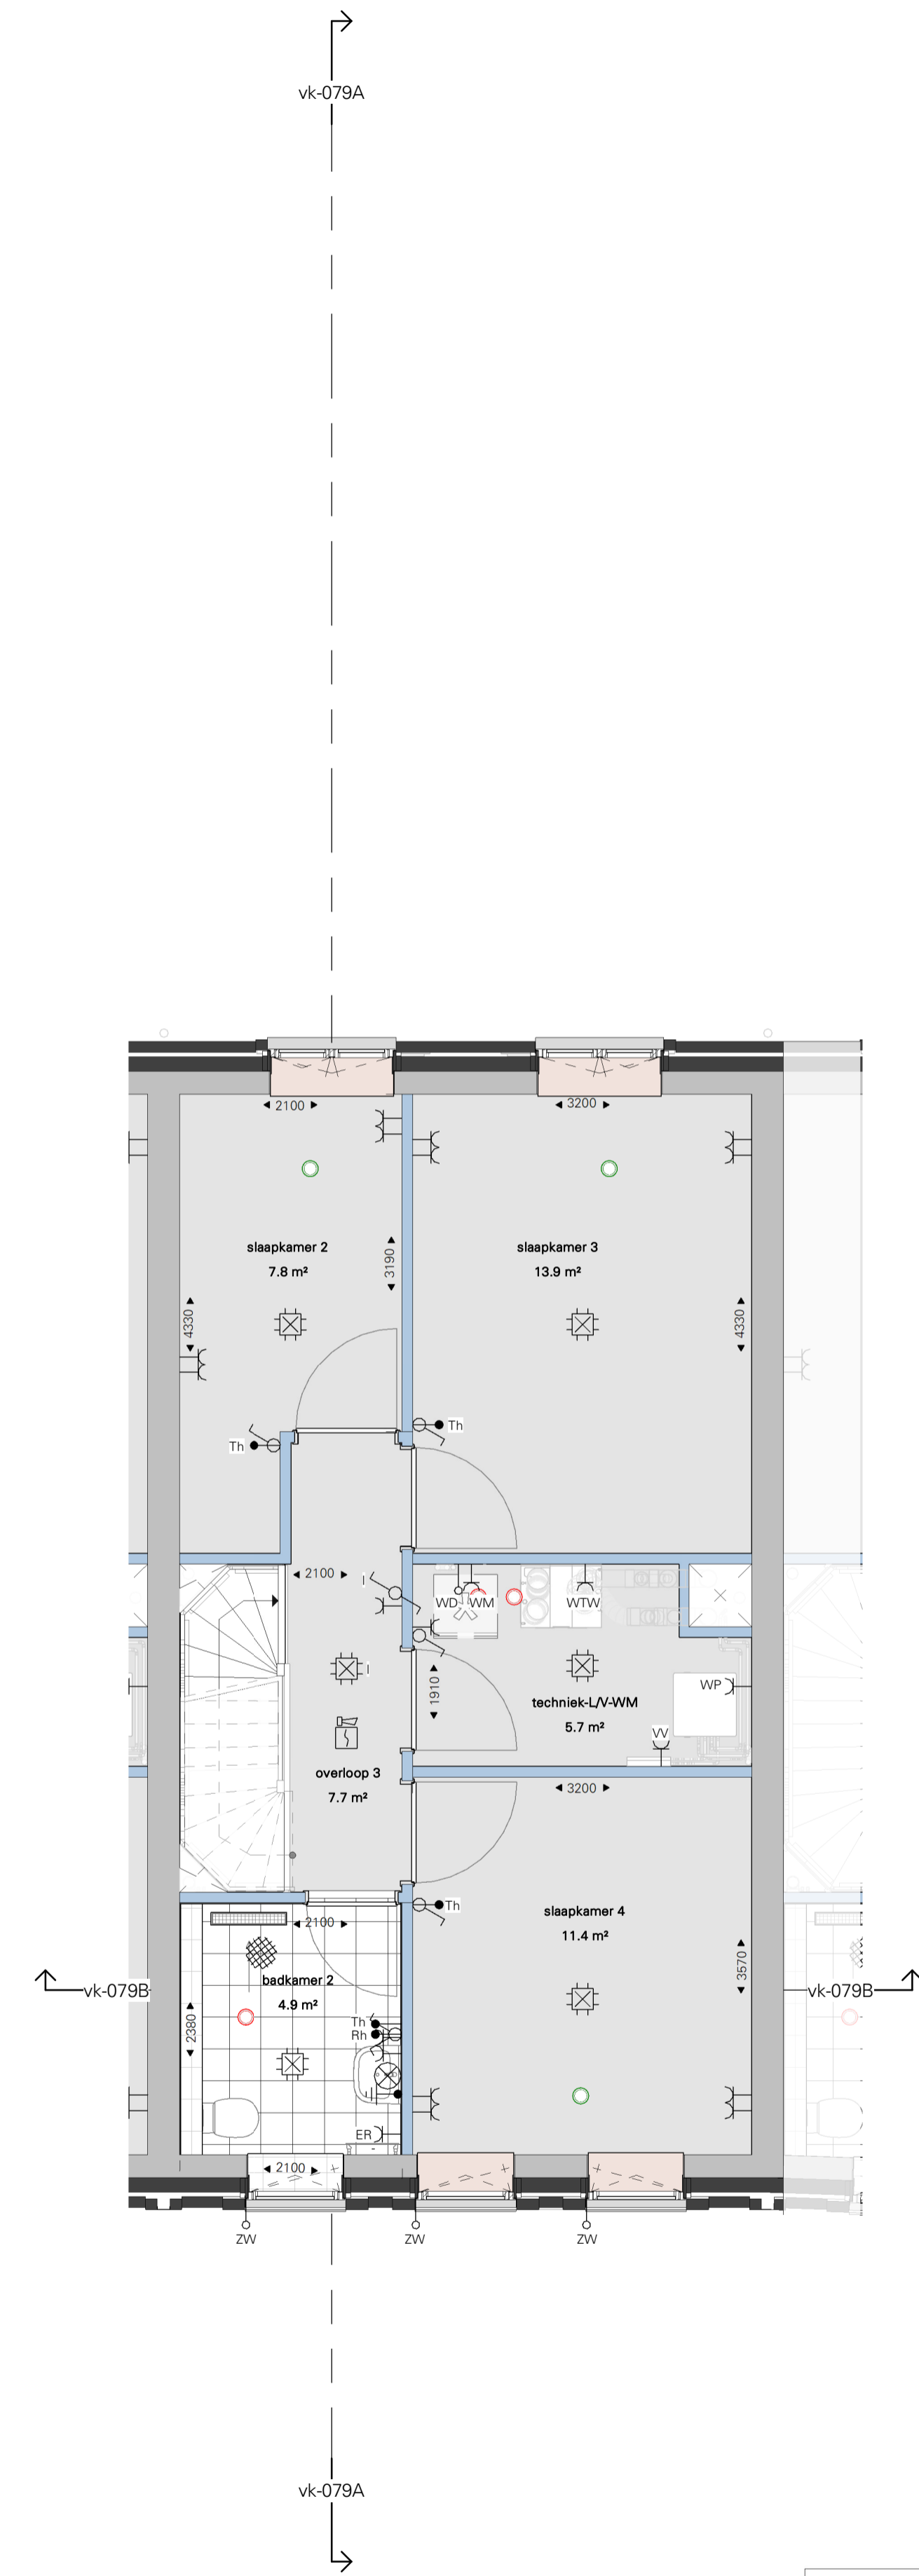 vk-079A
2100
3200
slaapkamer 2
7.8 m²
3190
slaapkamer 3
13.9 m²
4330
4330
Th
Th
2100
I
WD
WM
WTW
I
1910
techniek-L/V-WM
5.7 m²
WP
VV
overloop 3
7.7 m²
3200
Th
2100
slaapkamer 4
11.4 m²
3570
badkamer 2
4.9 m²
vk-079B
vk-079B
2380
Th
Rh
ER
2100
ZW
ZW
ZW
vk-079A